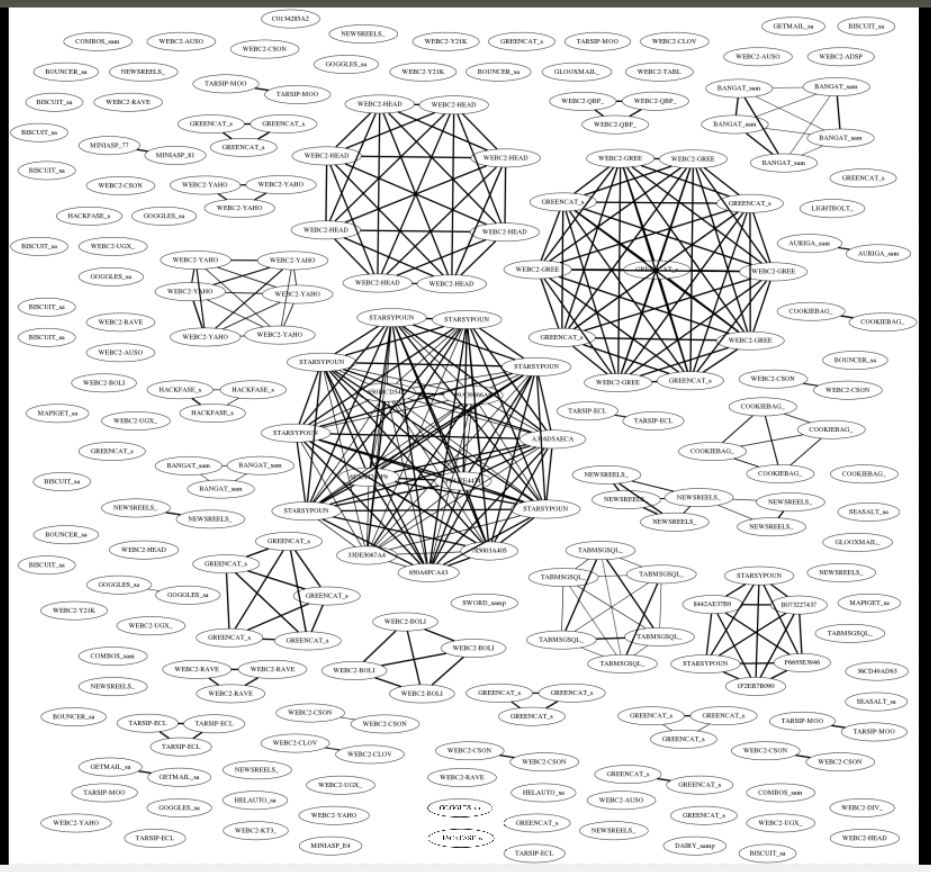 C0134285A2
NEWSREELS_
COMBOS_sam
WEBC2-AUSO
WEBC2-CSON
WEBC2-Y21K
GREENCAT_s
TARSIP-MOO
WEBC2-CLOV
GETMAIL_sa
BISCUIT_sa
WEBC2-AUSO
WEBC2-ADSP
BOUNCER_sa
NEWSREELS_
GOGGLES_sa
WEBC2-Y21K
BOUNCER_sa
GLOOXMAIL_
WEBC2-TABL
TARSIP-MOO
TARSIP-MOO
BANGAT_sam
BANGAT_sam
BISCUIT_sa
WEBC2-RAVE
WEBC2-HEAD
WEBC2-HEAD
WEBC2-QBP_
WEBC2-QBP_
WEBC2-QBP_
GREENCAT_s
GREENCAT_s
GREENCAT_s
BANGAT_sam
BANGAT_sam
BANGAT_sam
BISCUIT_sa
MINIASP_77
MINIASP_81
WEBC2-HEAD
WEBC2-HEAD
WEBC2-GREE
WEBC2-GREE
BISCUIT_sa
WEBC2-CSON
WEBC2-YAHO
WEBC2-YAHO
WEBC2-YAHO
GREENCAT_s
GREENCAT_s
GREENCAT_s
LIGHTBOLT_
HACKFASE_s
GOGGLES_sa
WEBC2-HEAD
WEBC2-HEAD
BISCUIT_sa
WEBC2-UGX_
AURIGA_sam
AURIGA_sam
WEBC2-YAHO
WEBC2-YAHO
GOGGLES_sa
WEBC2-GREE
WEBC2-GREE
WEBC2-HEAD
WEBC2-HEAD
WEBC2-YAHO
WEBC2-YAHO
BISCUIT_sa
WEBC2-RAVE
STARSYPOUN
STARSYPOUN
COOKIEBAG_
COOKIEBAG_
BISCUIT_sa
WEBC2-YAHO
WEBC2-YAHO
GREENCAT_s
WEBC2-GREE
WEBC2-AUSO
STARSYPOUN
STARSYPOUN
BOUNCER_sa
WEBC2-BOLI
HACKFASE_s
HACKFASE_s
HACKFASE_s
WEBC2-GREE
GREENCAT_s
WEBC2-CSON
WEBC2-CSON
MAPIGET_sa
WEBC2-UGX_
TARSIP-ECL
TARSIP-ECL
COOKIEBAG_
COOKIEBAG_
STARSYPOUN
A316D5AECA
GREENCAT_s
COOKIEBAG_
COOKIEBAG_
COOKIEBAG_
BANGAT_sam
BANGAT_sam
BANGAT_sam
BISCUIT_sa
NEWSREELS_
NEWSREELS_
NEWSREELS_
NEWSREELS_
NEWSREELS_
NEWSREELS_
NEWSREELS_
NEWSREELS_
STARSYPOUN
STARSYPOUN
SEASALT_sa
BOUNCER_sa
WEBC2-HEAD
GREENCAT_s
33DE5067A4
785003A405
650A6FCA43
TABMSGSQL_
GLOOXMAIL_
BISCUIT_sa
GREENCAT_s
TABMSGSQL_
TABMSGSQL_
STARSYPOUN
NEWSREELS_
GOGGLES_sa
GOGGLES_sa
GREENCAT_s
SWORD_samp
8442AE37B9
B073227437
MAPIGET_sa
WEBC2-Y21K
WEBC2-UGX_
WEBC2-BOLI
GREENCAT_s
GREENCAT_s
TABMSGSQL_
TABMSGSQL_
TABMSGSQL_
TABMSGSQL_
COMBOS_sam
WEBC2-BOLI
WEBC2-BOLI
WEBC2-BOLI
STARSYPOUN
F6655E3946
1F2EB7B090
36CD49AD63
WEBC2-RAVE
WEBC2-RAVE
WEBC2-RAVE
NEWSREELS_
GREENCAT_s
GREENCAT_s
GREENCAT_s
SEASALT_sa
BOUNCER_sa
TARSIP-ECL
TARSIP-ECL
TARSIP-ECL
WEBC2-CSON
WEBC2-CSON
GREENCAT_s
GREENCAT_s
GREENCAT_s
TARSIP-MOO
TARSIP-MOO
WEBC2-CLOV
WEBC2-CLOV
WEBC2-CSON
WEBC2-CSON
WEBC2-CSON
WEBC2-CSON
GETMAIL_sa
GETMAIL_sa
NEWSREELS_
WEBC2-RAVE
GREENCAT_s
GREENCAT_s
TARSIP-MOO
WEBC2-UGX_
HELAUTO_sa
COMBOS_sam
GOGGLES_sa
HELAUTO_sa
WEBC2-AUSO
WEBC2-DIV_
WEBC2-YAHO
WEBC2-YAHO
GREENCAT_s
GREENCAT_s
WEBC2-UGX_
TARSIP-ECL
WEBC2-KT3_
NEWSREELS_
WEBC2-HEAD
MINIASP_E4
TARSIP-ECL
DAIRY_samp
BISCUIT_sa